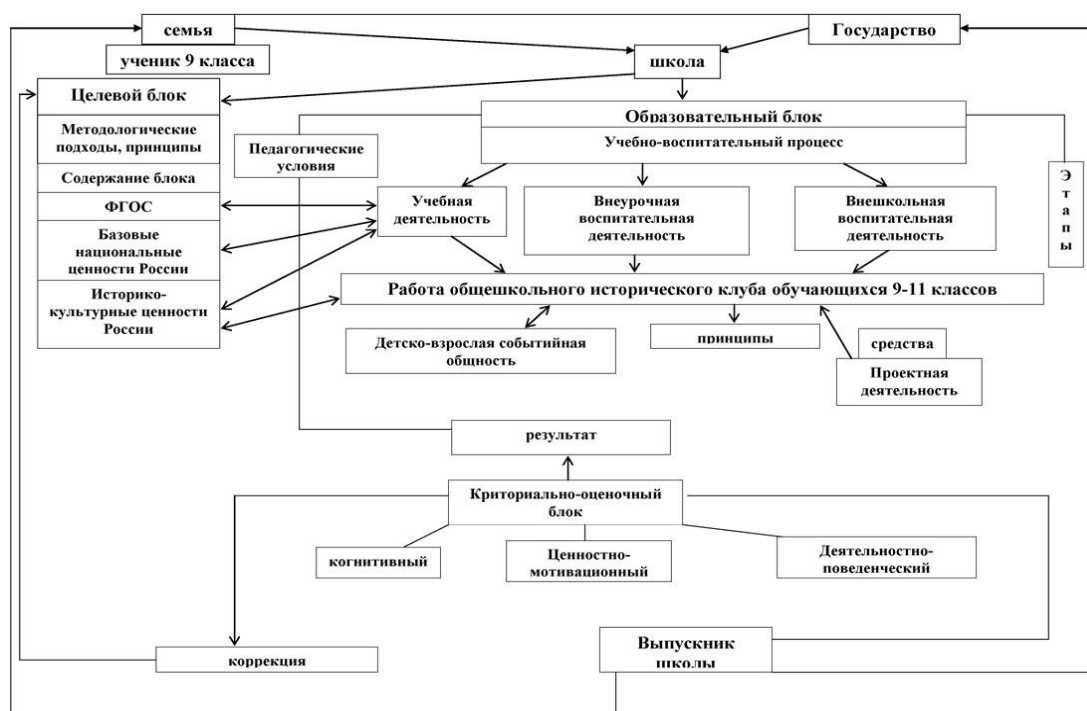 семья
Государство
ученик 9 класса
школа
Целевой блок
Методологические
подходы, принципы
Содержание блока
ФГОС
Базовые
национальные
ценности России
Историко-
культурные ценности
России
Образовательный блок
Учебно-воспитательный процесс
Педагогические
условия
Э
т
а
п
ы
Учебная
деятельность
Внеурочная
воспитательная
деятельность
Внешкольная
воспитательная
деятельность
Работа общешкольного исторического клуба обучающихся 9-11 классов
Детско-взрослая событийная
общность
принципы
средства
Проектная
деятельность
результат
Криториально-оценочный
блок
когнитивный
Ценностно-
мотивационный
Деятельностно-
поведенческий
коррекция
Выпускник
школы